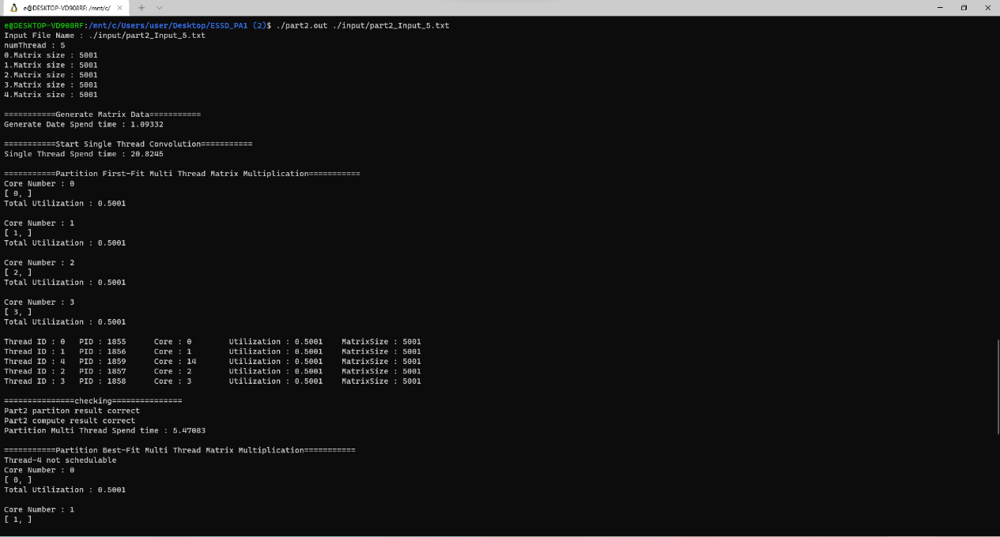 e@DESKTOP-VD908RF: /mnt/c/
e@DESKTOP-VD908RF:/mnt/c/Users/user/Desktop/ESSD_PA1 (2)$ ./part2.out ./input/part2_Input_5.txt
Input File Name : ./input/part2_Input_5.txt
numThread : 5
0.Matrix size : 5001
1.Matrix size : 5001
2.Matrix size : 5001
3.Matrix size : 5001
4.Matrix size : 5001
===========Generate Matrix Data===========
Generate Date Spend time : 1.09332
===========Start Single Thread Convolution===========
Single Thread Spend time : 20.8245
===========Partition First-Fit Multi Thread Matrix Multiplication===========
Core Number : 0
[ 0, ]
Total Utilization : 0.5001
Core Number : 1
[ 1, ]
Total Utilization : 0.5001
Core Number : 2
[ 2, ]
Total Utilization : 0.5001
Core Number : 3
[ 3, ]
Total Utilization : 0.5001
Thread ID : 0 PID : 1855 Core : 0 Utilization : 0.5001 MatrixSize : 5001
Thread ID : 1 PID : 1856 Core : 1 Utilization : 0.5001 MatrixSize : 5001
Thread ID : 4 PID : 1859 Core : 14 Utilization : 0.5001 MatrixSize : 5001
Thread ID : 2 PID : 1857 Core : 2 Utilization : 0.5001 MatrixSize : 5001
Thread ID : 3 PID : 1858 Core : 3 Utilization : 0.5001 MatrixSize : 5001
===============checking===============
Part2 partiton result correct
Part2 compute result correct
Partition Multi Thread Spend time : 5.47083
===========Partition Best-Fit Multi Thread Matrix Multiplication===========
Thread-4 not schedulable
Core Number : 0
[ 0, ]
Total Utilization : 0.5001
Core Number : 1
[ 1, ]